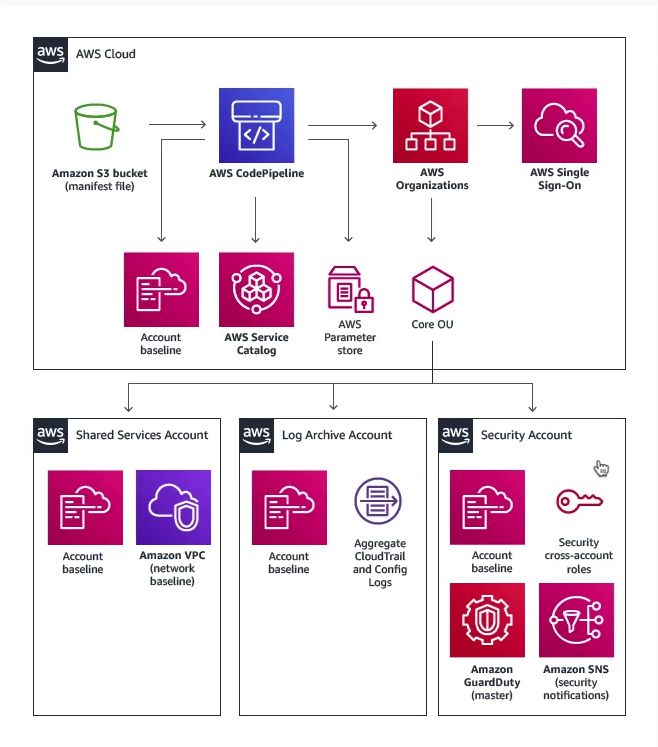 aws
AWS Cloud
Amazon S3 bucket
(manifest file)
AWS CodePipeline
AWS
Organizations
AWS Single
Sign-On
Account
baseline
AWS Service
Catalog
AWS
Parameter
store
Core OU
aws
Shared Services Account
Account
baseline
Amazon VPC
(network
baseline)
aws
Log Archive Account
Account
baseline
Aggregate
CloudTrail
and Config
Logs
aws
Security Account
Account
baseline
Security
cross-account
roles
Amazon
GuardDuty
(master)
Amazon SNS
(security
notifications)